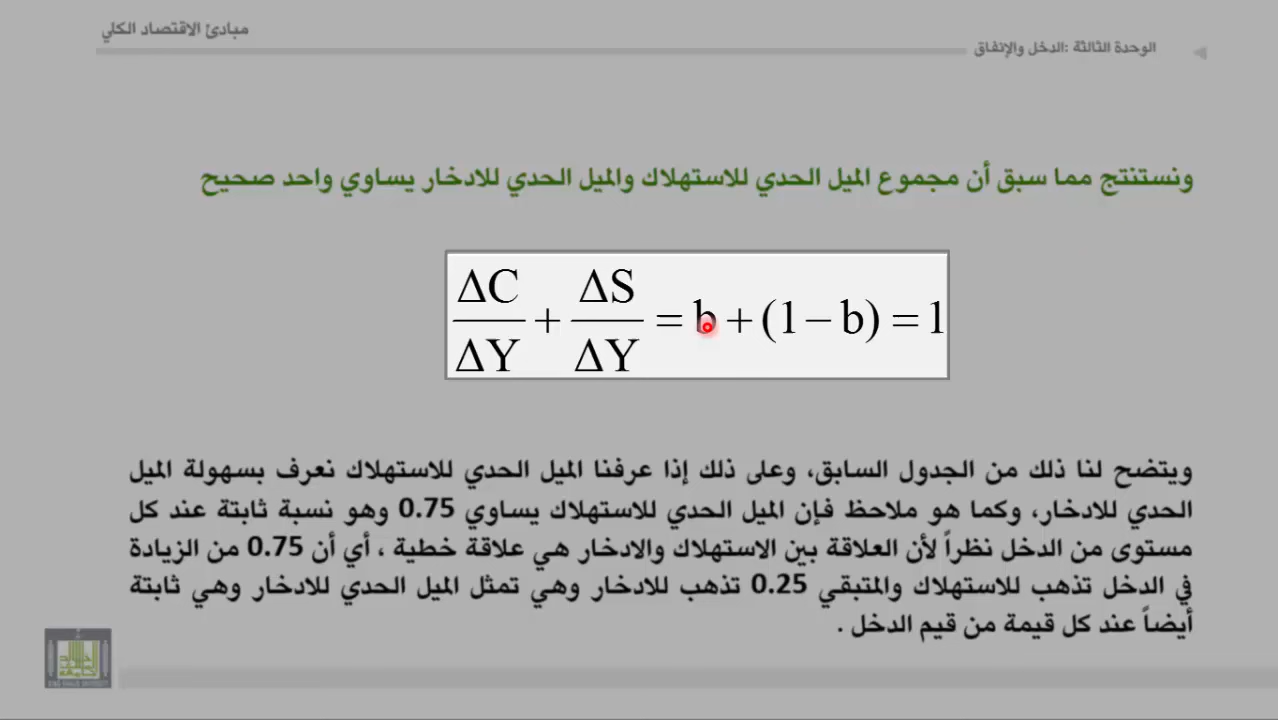 مبادئ الاقتصاد الكلي
الوحدة الثالثة :الدخل والإنفاق
ونستنتج مما سبق أن مجموع الميل الحدي للاستهلاك والميل الحدي للادخار يساوي واحد صحيح
ΔC/ΔY + ΔS/ΔY = b + (1 − b) = 1
ويتضح لنا ذلك من الجدول السابق، وعلى ذلك إذا عرفنا الميل الحدي للاستهلاك نعرف بسهولة الميل
الحدي للادخار، وكما هو ملاحظ فإن الميل الحدي للاستهلاك يساوي 0.75 وهو نسبة ثابتة عند كل
مستوى من الدخل نظراً لأن العلاقة بين الاستهلاك والادخار هي علاقة خطية ، أي أن 0.75 من الزيادة
في الدخل تذهب للاستهلاك والمتبقي 0.25 تذهب للادخار وهي تمثل الميل الحدي للادخار وهي ثابتة
أيضاً عند كل قيمة من قيم الدخل .